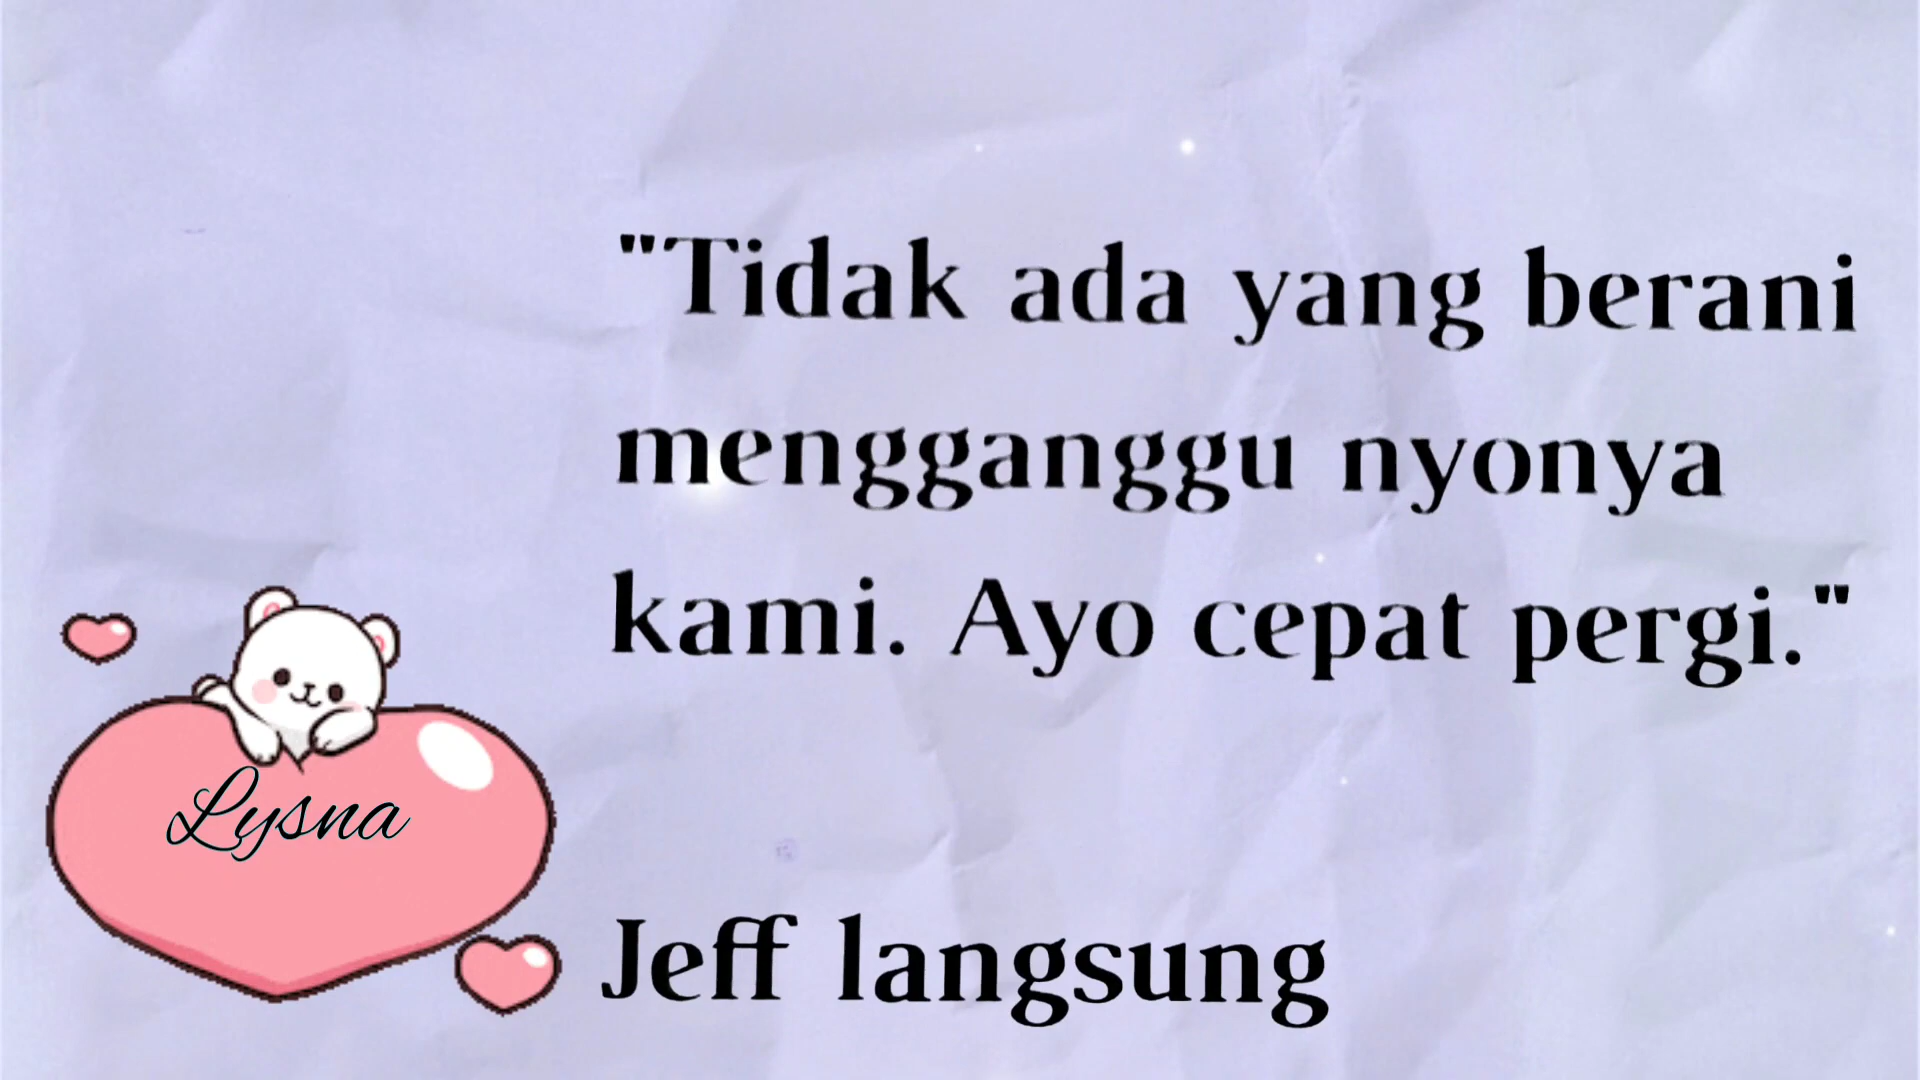 "Tidak ada yang berani
mengganggu nyonya
kami. Ayo cepat pergi."
Lysna
Jeff langsung